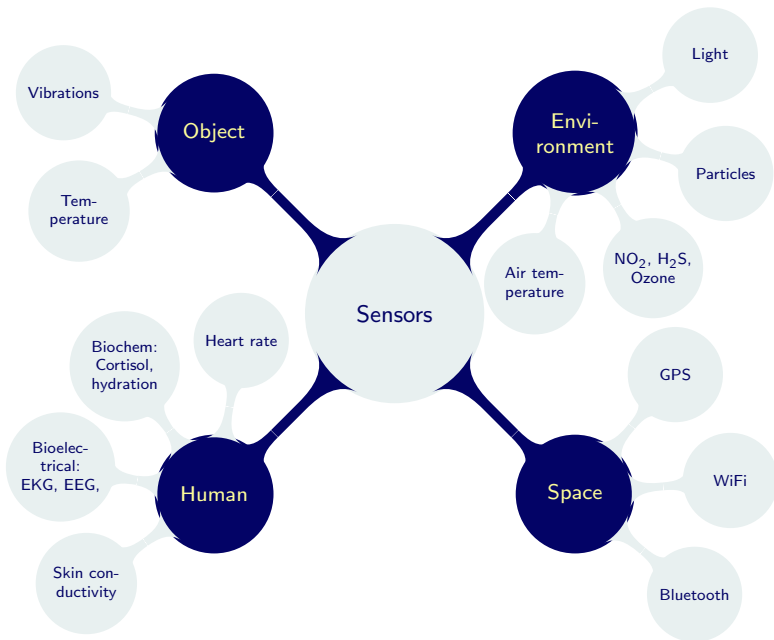 Light
Vibrations
Object
Envi-
ronment
Particles
Tem-
perature
Air tem-
perature
NO₂, H₂S,
Ozone
Sensors
Heart rate
Biochem:
Cortisol,
hydration
GPS
Bioelec-
trical:
EKG, EEG,
WiFi
Human
Space
Skin con-
ductivity
Bluetooth